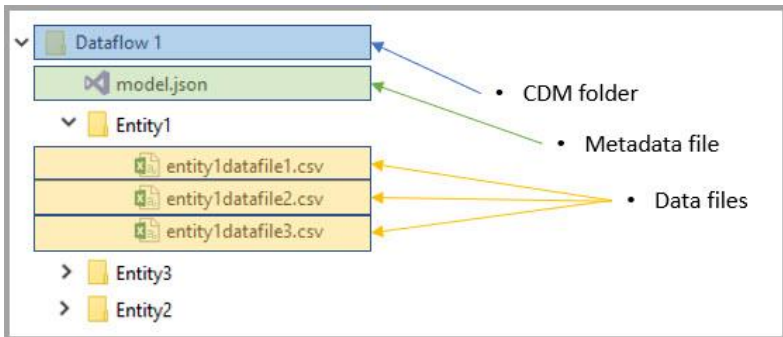 Dataflow 1
model.json
• CDM folder
Entity1
• Metadata file
entity1datafile1.csv
entity1datafile2.csv
• Data files
entity1datafile3.csv
Entity3
Entity2